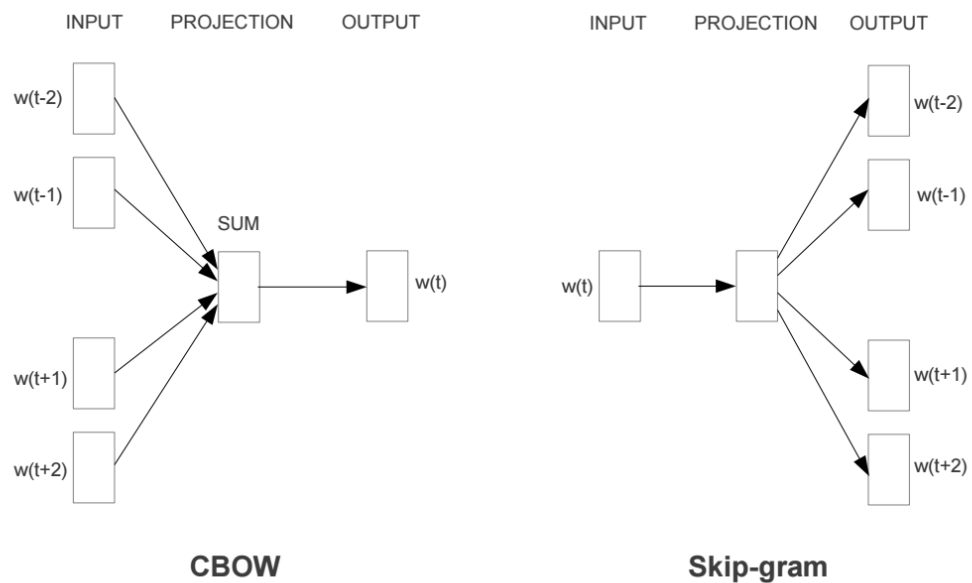 INPUT PROJECTION OUTPUT
w(t-2)
w(t-1)
SUM
w(t)
w(t+1)
w(t+2)
CBOW
INPUT PROJECTION OUTPUT
w(t-2)
w(t-1)
w(t)
w(t+1)
w(t+2)
Skip-gram